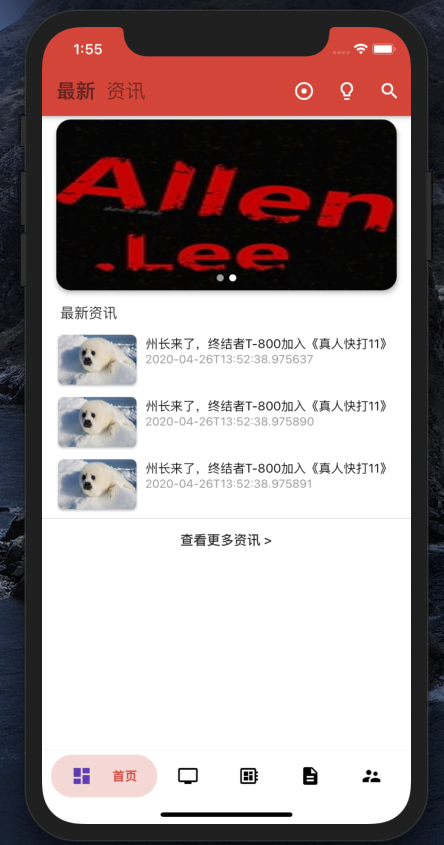 1:55
最新 资讯
Allen
.Lee
最新资讯
州长来了，终结者T-800加入《真人快打11》
2020-04-26T13:52:38.975637
州长来了，终结者T-800加入《真人快打11》
2020-04-26T13:52:38.975890
州长来了，终结者T-800加入《真人快打11》
2020-04-26T13:52:38.975891
查看更多资讯 >
首页